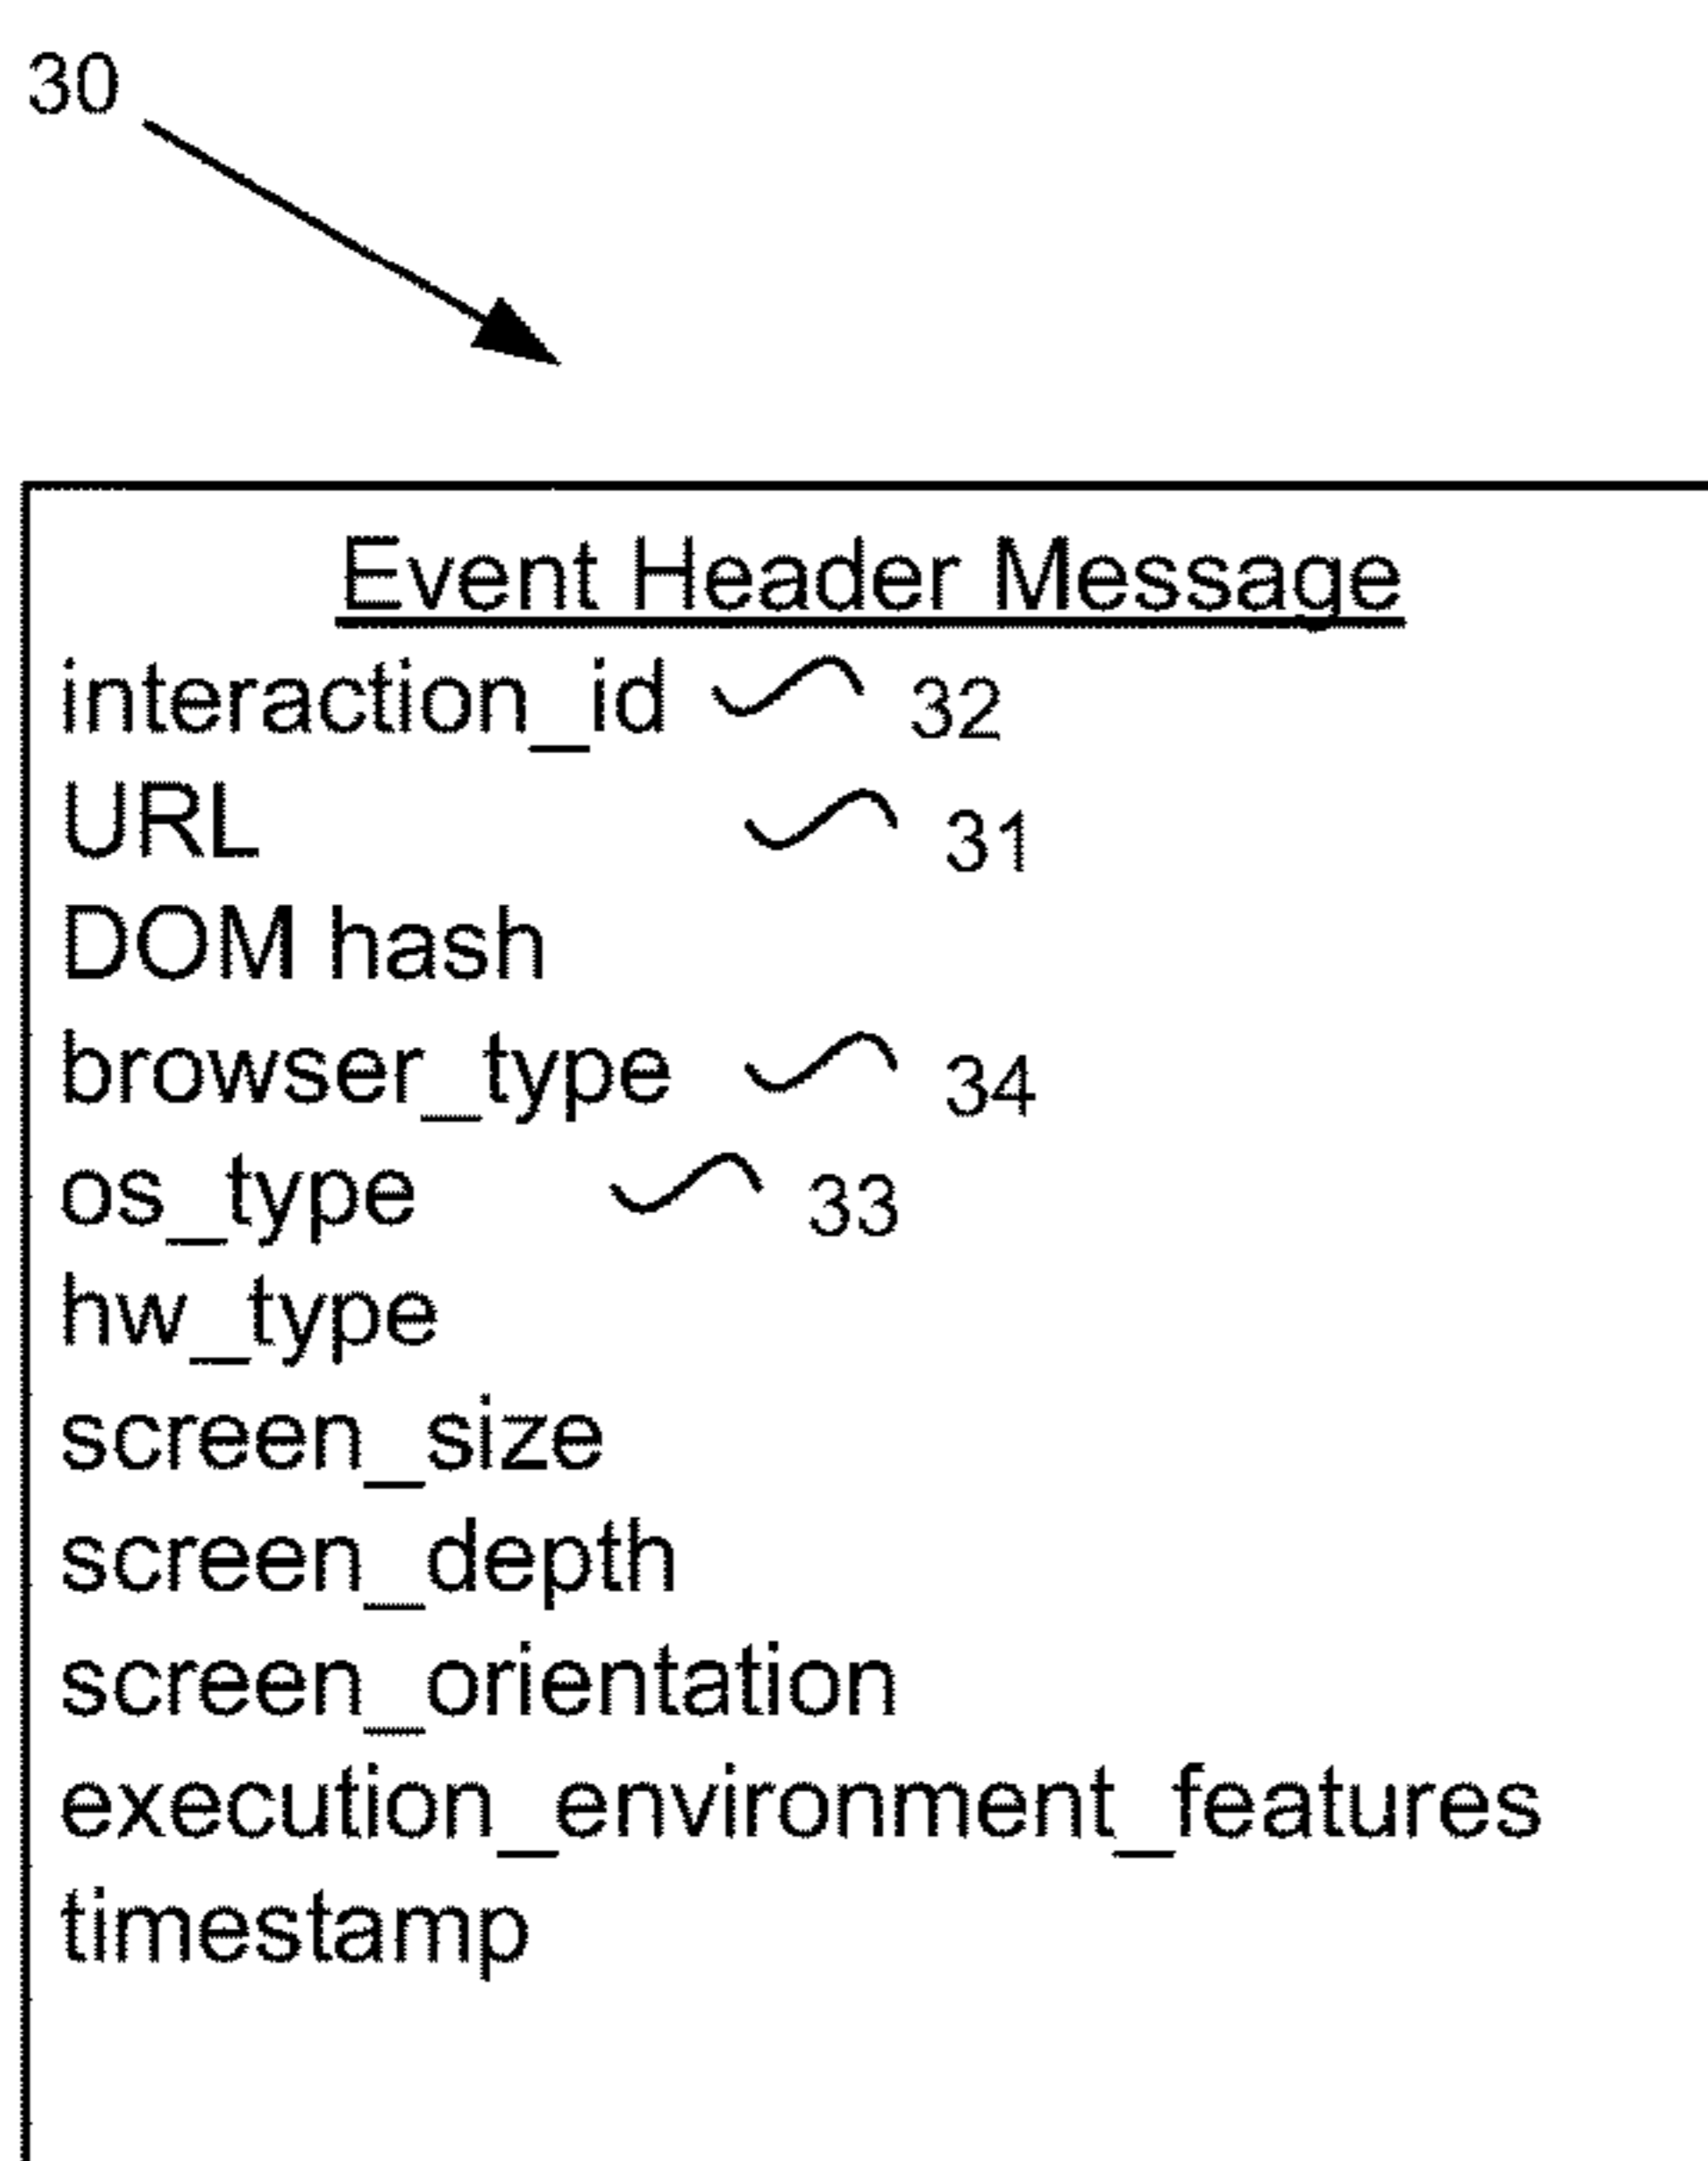 30
Event Header Message
interaction_id 32
URL 31
DOM hash
browser_type 34
os_type 33
hw_type
screen_size
screen_depth
screen_orientation
execution_environment_features
timestamp